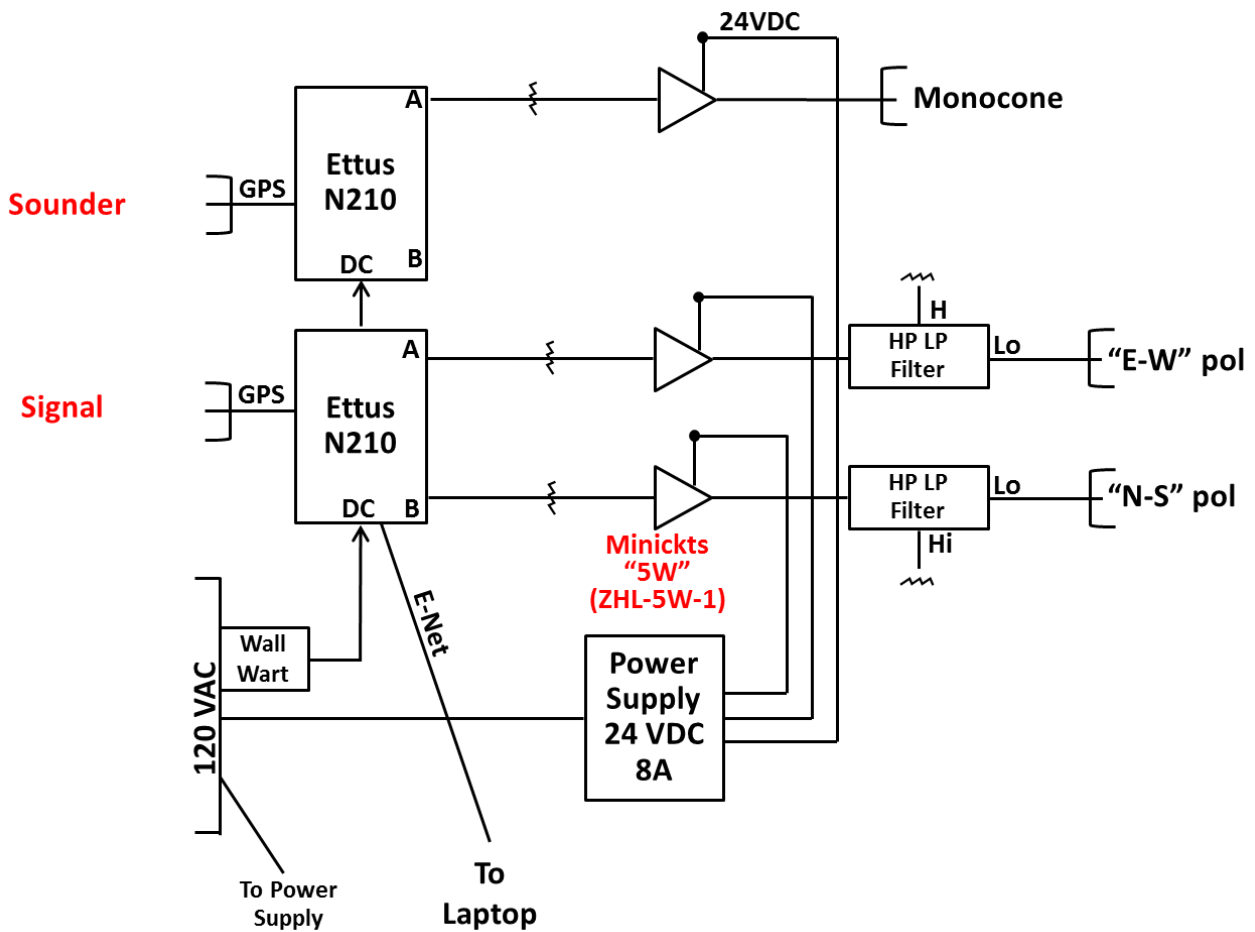 24VDC
A
Monocone
Ettus
N210
GPS
Sounder
DC
B
H
A
HP LP
Filter
Lo
“E-W” pol
GPS
Signal
Ettus
N210
HP LP
Filter
Lo
“N-S” pol
DC
B
Hi
Minickts
“5W”
(ZHL-5W-1)
E-Net
Wall
Wart
120 VAC
Power
Supply
24 VDC
8A
To Power
Supply
To
Laptop